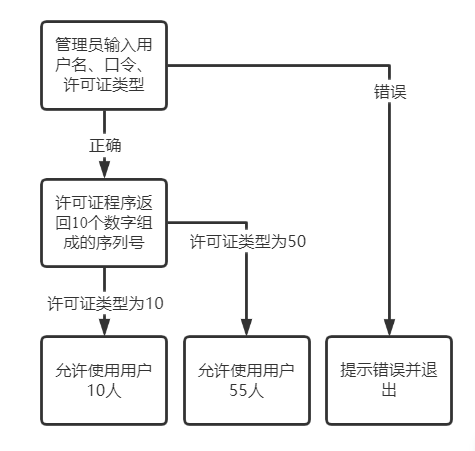 管理员输入用
户名、口令、
许可证类型
错误
正确
许可证程序返
回10个数字组
成的序列号
许可证类型为50
许可证类型为10
允许使用用户
10人
允许使用用户
55人
提示错误并退
出